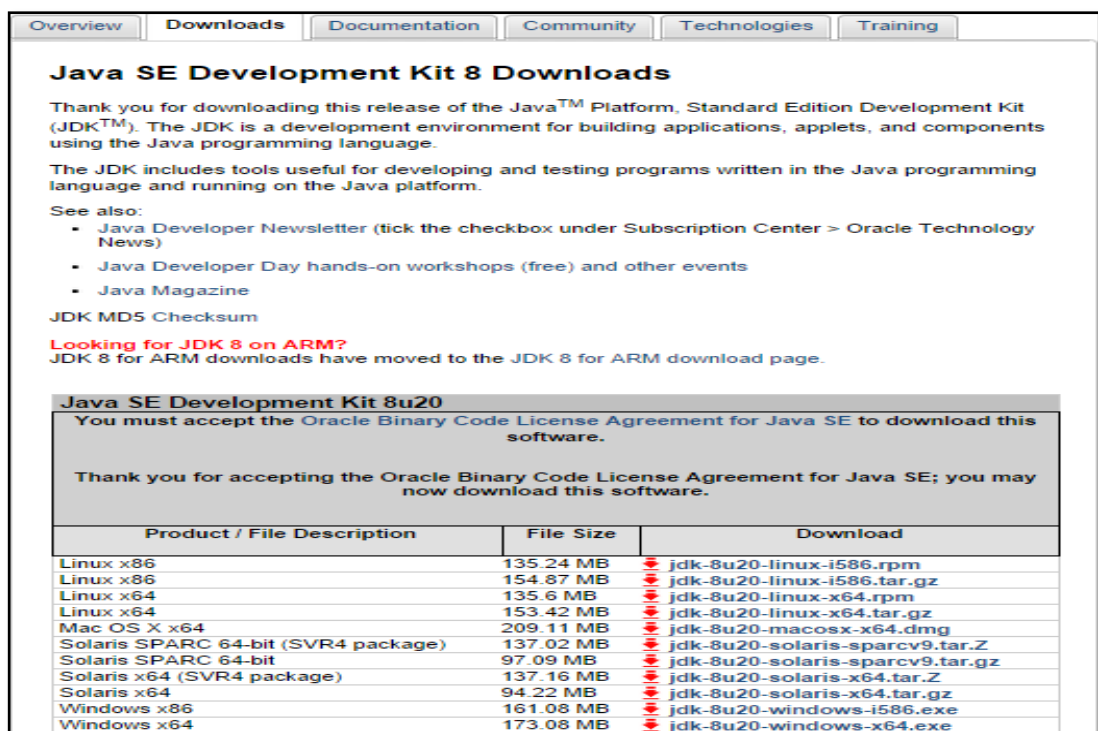 Overview Downloads Documentation Community Technologies Training
Java SE Development Kit 8 Downloads
Thank you for downloading this release of the Java™ Platform, Standard Edition Development Kit
(JDK™). The JDK is a development environment for building applications, applets, and components
using the Java programming language.
The JDK includes tools useful for developing and testing programs written in the Java programming
language and running on the Java platform.
See also:
▪ Java Developer Newsletter (tick the checkbox under Subscription Center > Oracle Technology
News)
▪ Java Developer Day hands-on workshops (free) and other events
▪ Java Magazine
JDK MD5 Checksum
Looking for JDK 8 on ARM?
JDK 8 for ARM downloads have moved to the JDK 8 for ARM download page.
Java SE Development Kit 8u20
You must accept the Oracle Binary Code License Agreement for Java SE to download this
software.
Thank you for accepting the Oracle Binary Code License Agreement for Java SE; you may
now download this software.
Product / File Description File Size Download
Linux x86 135.24 MB jdk-8u20-linux-i586.rpm
Linux x86 154.87 MB jdk-8u20-linux-i586.tar.gz
Linux x64 135.6 MB jdk-8u20-linux-x64.rpm
Linux x64 153.42 MB jdk-8u20-linux-x64.tar.gz
Mac OS X x64 209.11 MB jdk-8u20-macosx-x64.dmg
Solaris SPARC 64-bit (SVR4 package) 137.02 MB jdk-8u20-solaris-sparcv9.tar.Z
Solaris SPARC 64-bit 97.09 MB jdk-8u20-solaris-sparcv9.tar.gz
Solaris x64 (SVR4 package) 137.16 MB jdk-8u20-solaris-x64.tar.Z
Solaris x64 94.22 MB jdk-8u20-solaris-x64.tar.gz
Windows x86 161.08 MB jdk-8u20-windows-i586.exe
Windows x64 173.08 MB jdk-8u20-windows-x64.exe